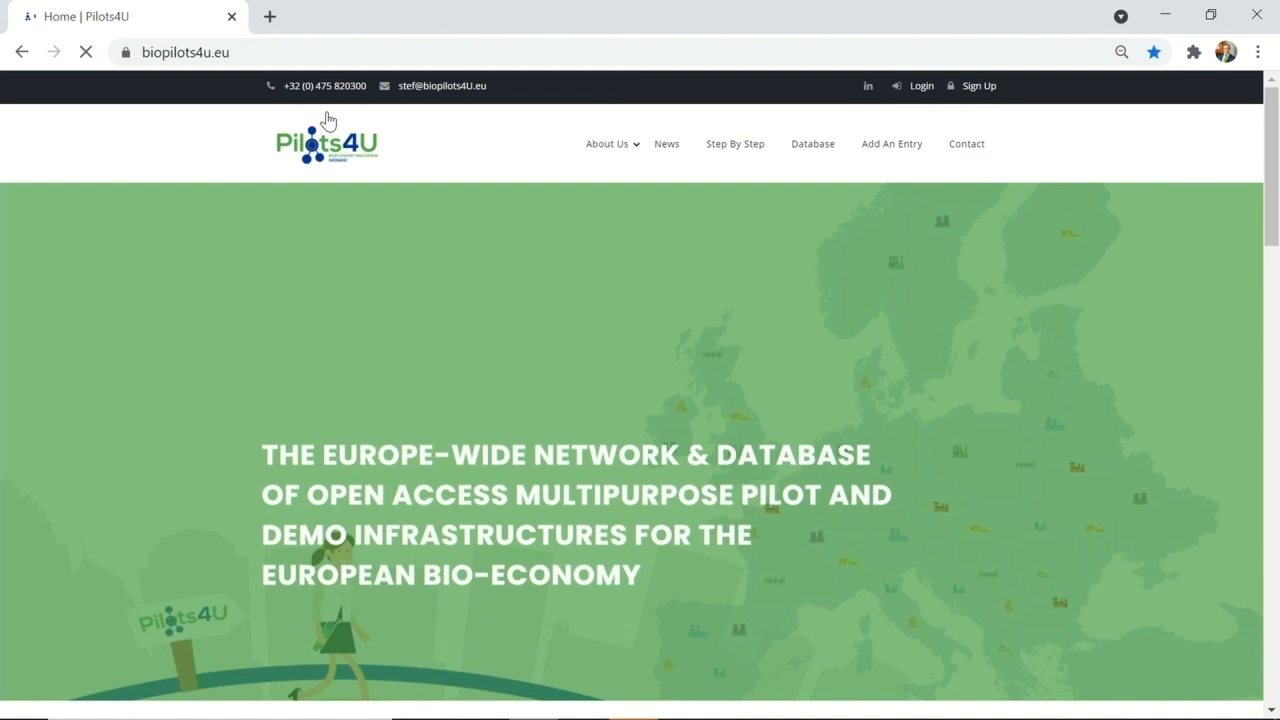 Home | Pilots4U
biopilots4u.eu
+32 (0) 475 820300 stef@biopilots4U.eu in Login Sign Up
Pilots4U
About Us News Step By Step Database Add An Entry Contact
THE EUROPE-WIDE NETWORK & DATABASE
OF OPEN ACCESS MULTIPURPOSE PILOT AND
DEMO INFRASTRUCTURES FOR THE
EUROPEAN BIO-ECONOMY
Pilots4U